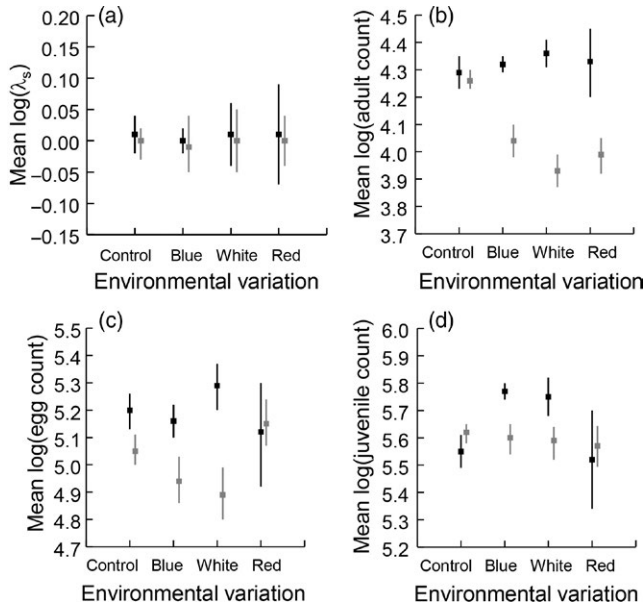 (a)
Mean log(λs)
0.20
0.15
0.10
0.05
0.00
−0.05
−0.10
−0.15
Control Blue White Red
Environmental variation
(b)
Mean log(adult count)
4.5
4.4
4.3
4.2
4.1
4.0
3.9
3.8
3.7
Control Blue White Red
Environmental variation
(c)
Mean log(egg count)
5.5
5.4
5.3
5.2
5.1
5.0
4.9
4.8
4.7
Control Blue White Red
Environmental variation
(d)
Mean log(juvenile count)
6.0
5.9
5.8
5.7
5.6
5.5
5.4
5.3
5.2
Control Blue White Red
Environmental variation